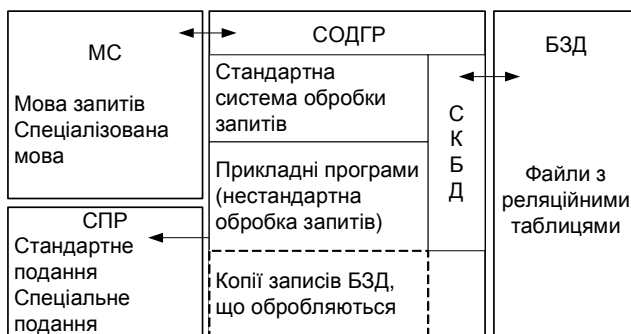 МС
Мова запитів
Спеціалізована
мова
СПР
Стандартне
подання
Спеціальне
подання
СОДГР
Стандартна
система обробки
запитів
Прикладні програми
(нестандартна
обробка запитів)
Копії записів БЗД,
що обробляються
С
К
Б
Д
БЗД
Файли з
реляційними
таблицями